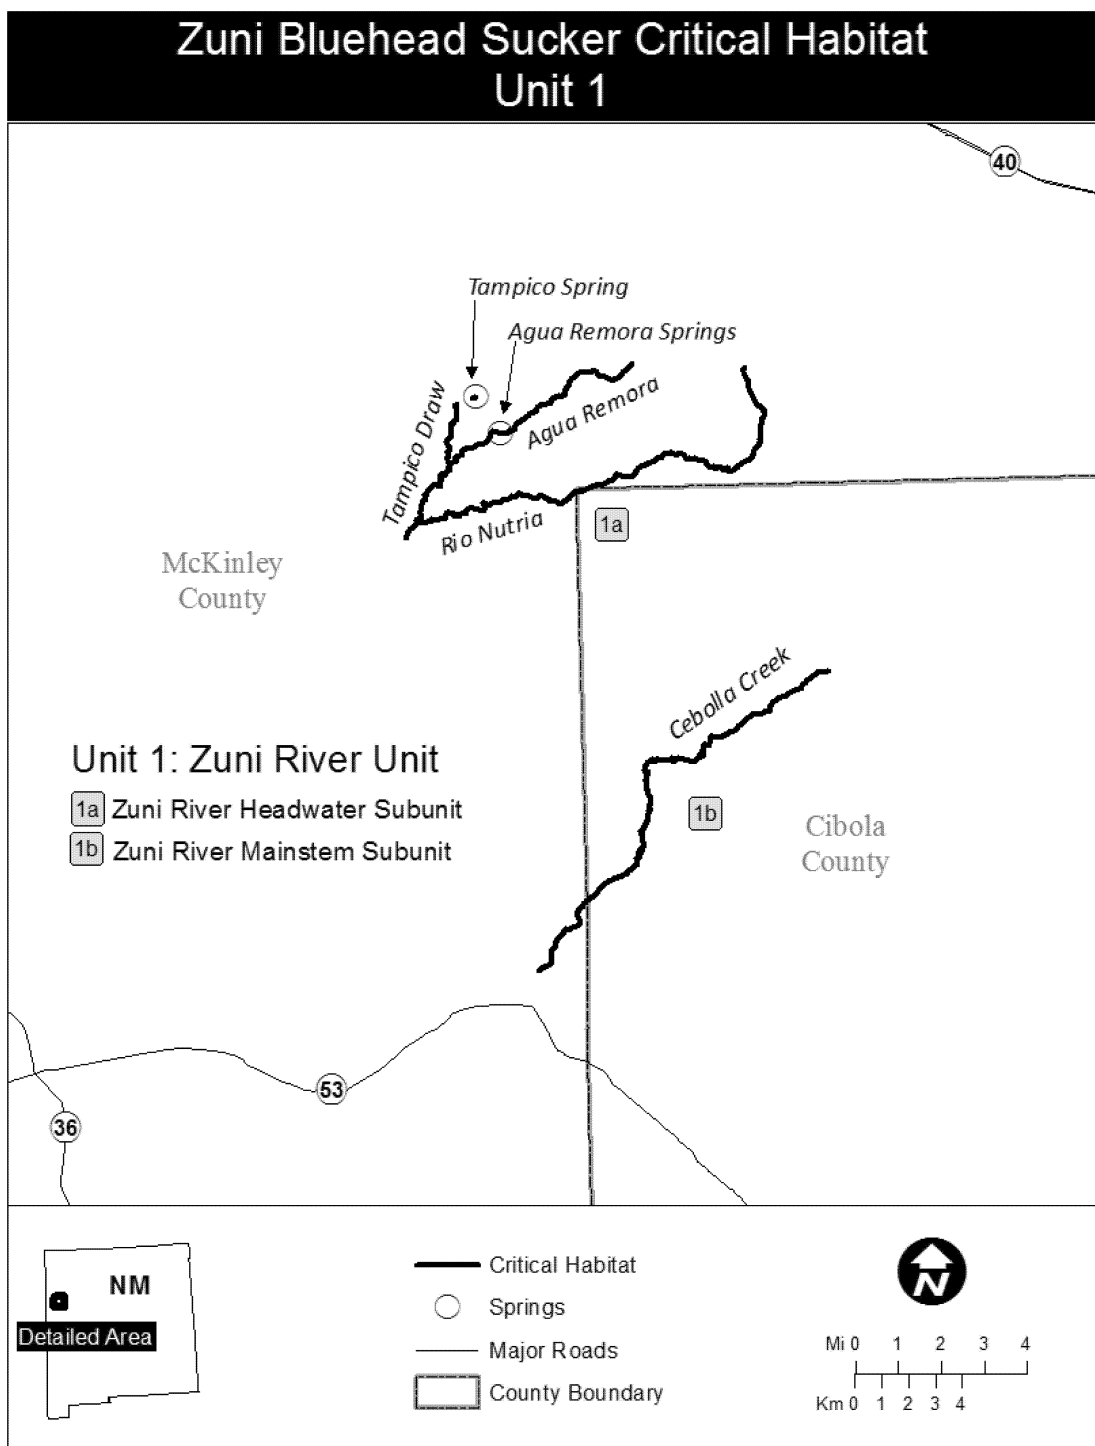 Zuni Bluehead Sucker Critical Habitat
Unit 1
40
Tampico Spring
Agua Remora Springs
Tampico Draw
Agua Remora
Rio Nutria
1a
McKinley
County
Cebolla Creek
Unit 1: Zuni River Unit
1a Zuni River Headwater Subunit
1b Zuni River Mainstem Subunit
1b
Cibola
County
53
36
NM
Detailed Area
Critical Habitat
Springs
Major Roads
County Boundary
N
Mi 0 1 2 3 4
Km 0 1 2 3 4